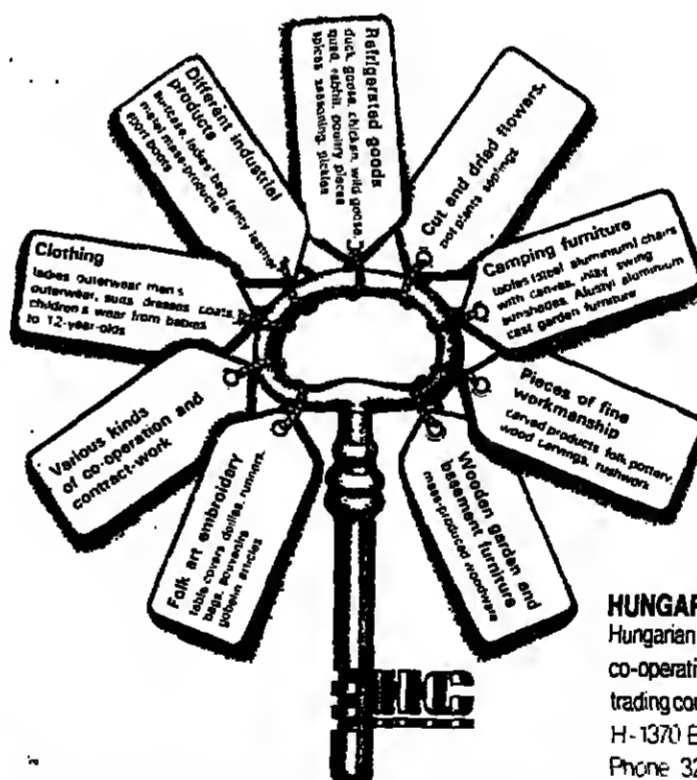 Refrigerated goods
duck, goose, chicken, wild goose,
quail, rabbit, poultry pieces
spices seasoning, pickles
Cut and dried flowers,
pot plants saplings
Camping furniture
tables (steel aluminium) chairs
with canvas, swing
sunshades, aluminium
cast garden furniture
Pieces of fine
workmanship
carved products folk pottery,
wood carvings, rushwork
Wooden garden and
basement furniture
mass-produced woodware
Folk art embroidery
table covers doilies, runners,
bags, souvenirs
gobelin articles
Various kinds
of co-operation and
contract-work
Clothing
ladies outerwear men's
outerwear, suits dresses coats,
children's wear from babies
to 12-year-olds
Different industrial
products
suitcase, ladies' bag, fancy leather
metal mass-products
sport boots
HIC
HUNGAR
Hungarian
co-operati
trading co
H-1370 B
Phone 32